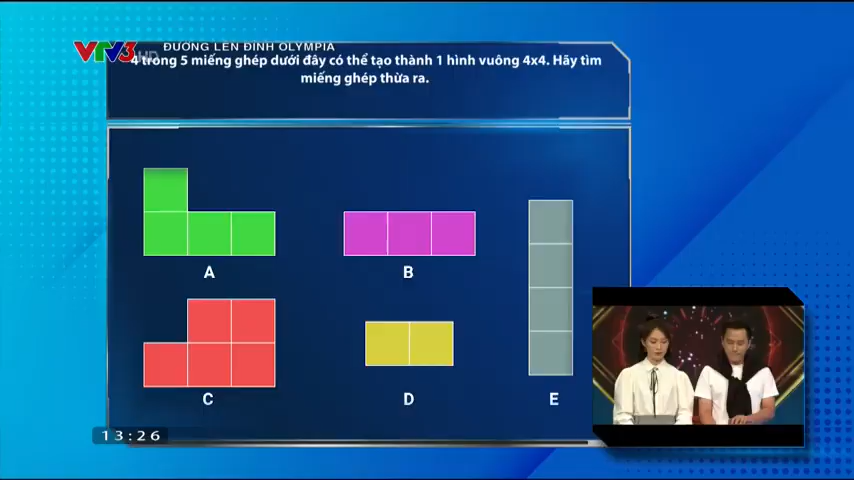 ĐƯỜNG LÊN ĐỈNH OLYMPIA
VTV3 HD
4 trong 5 miếng ghép dưới đây có thể tạo thành 1 hình vuông 4x4. Hãy tìm
miếng ghép thừa ra.
A
B
C
D
E
13:26